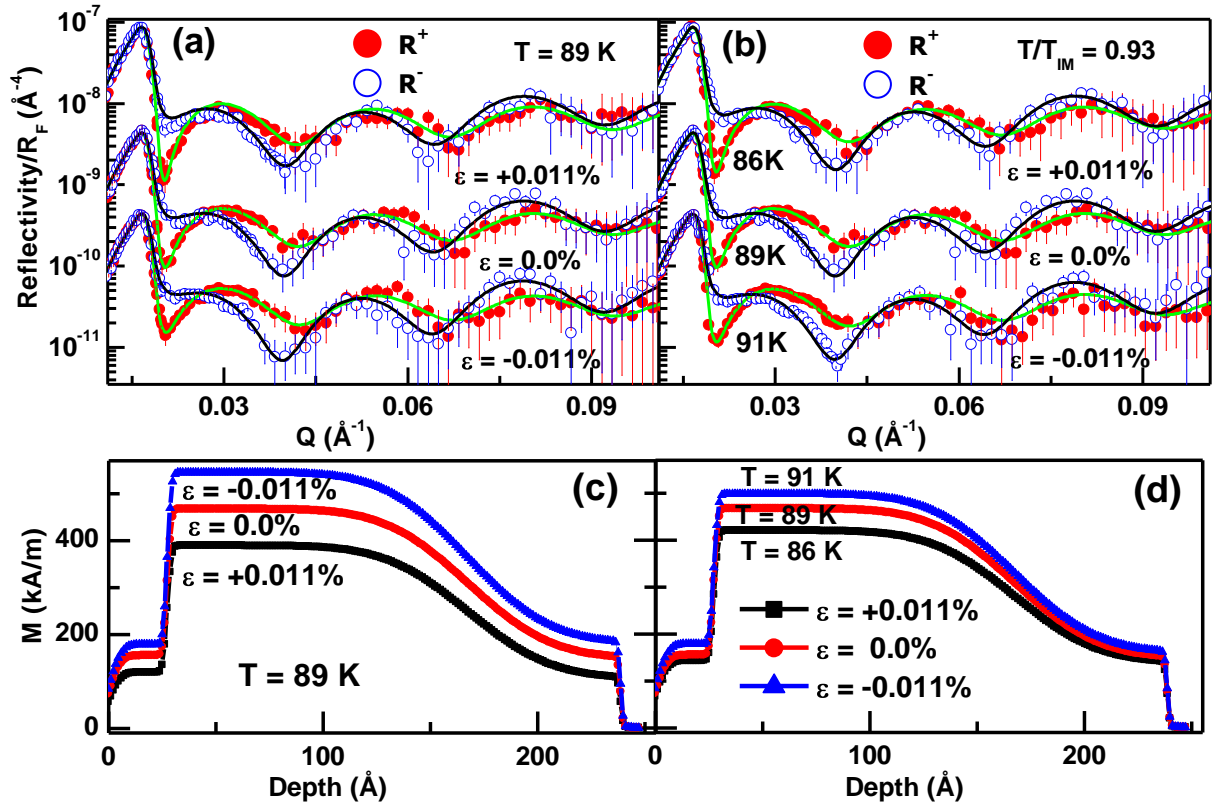 (a)
R⁺
R⁻
T = 89 K
ε = +0.011%
ε = 0.0%
ε = -0.011%
10⁻⁷
10⁻⁸
10⁻⁹
10⁻¹⁰
10⁻¹¹
Reflectivity/R_F (Å⁻⁴)
0.03 0.06 0.09
Q (Å⁻¹)
(b)
R⁺
R⁻
T/T_IM = 0.93
86K
ε = +0.011%
89K
ε = 0.0%
91K
ε = -0.011%
0.03 0.06 0.09
Q (Å⁻¹)
(c)
ε = -0.011%
ε = 0.0%
ε = +0.011%
T = 89 K
400
200
0
M (kA/m)
0 100 200
Depth (Å)
(d)
T = 91 K
T = 89 K
T = 86 K
ε = +0.011%
ε = 0.0%
ε = -0.011%
0 100 200
Depth (Å)